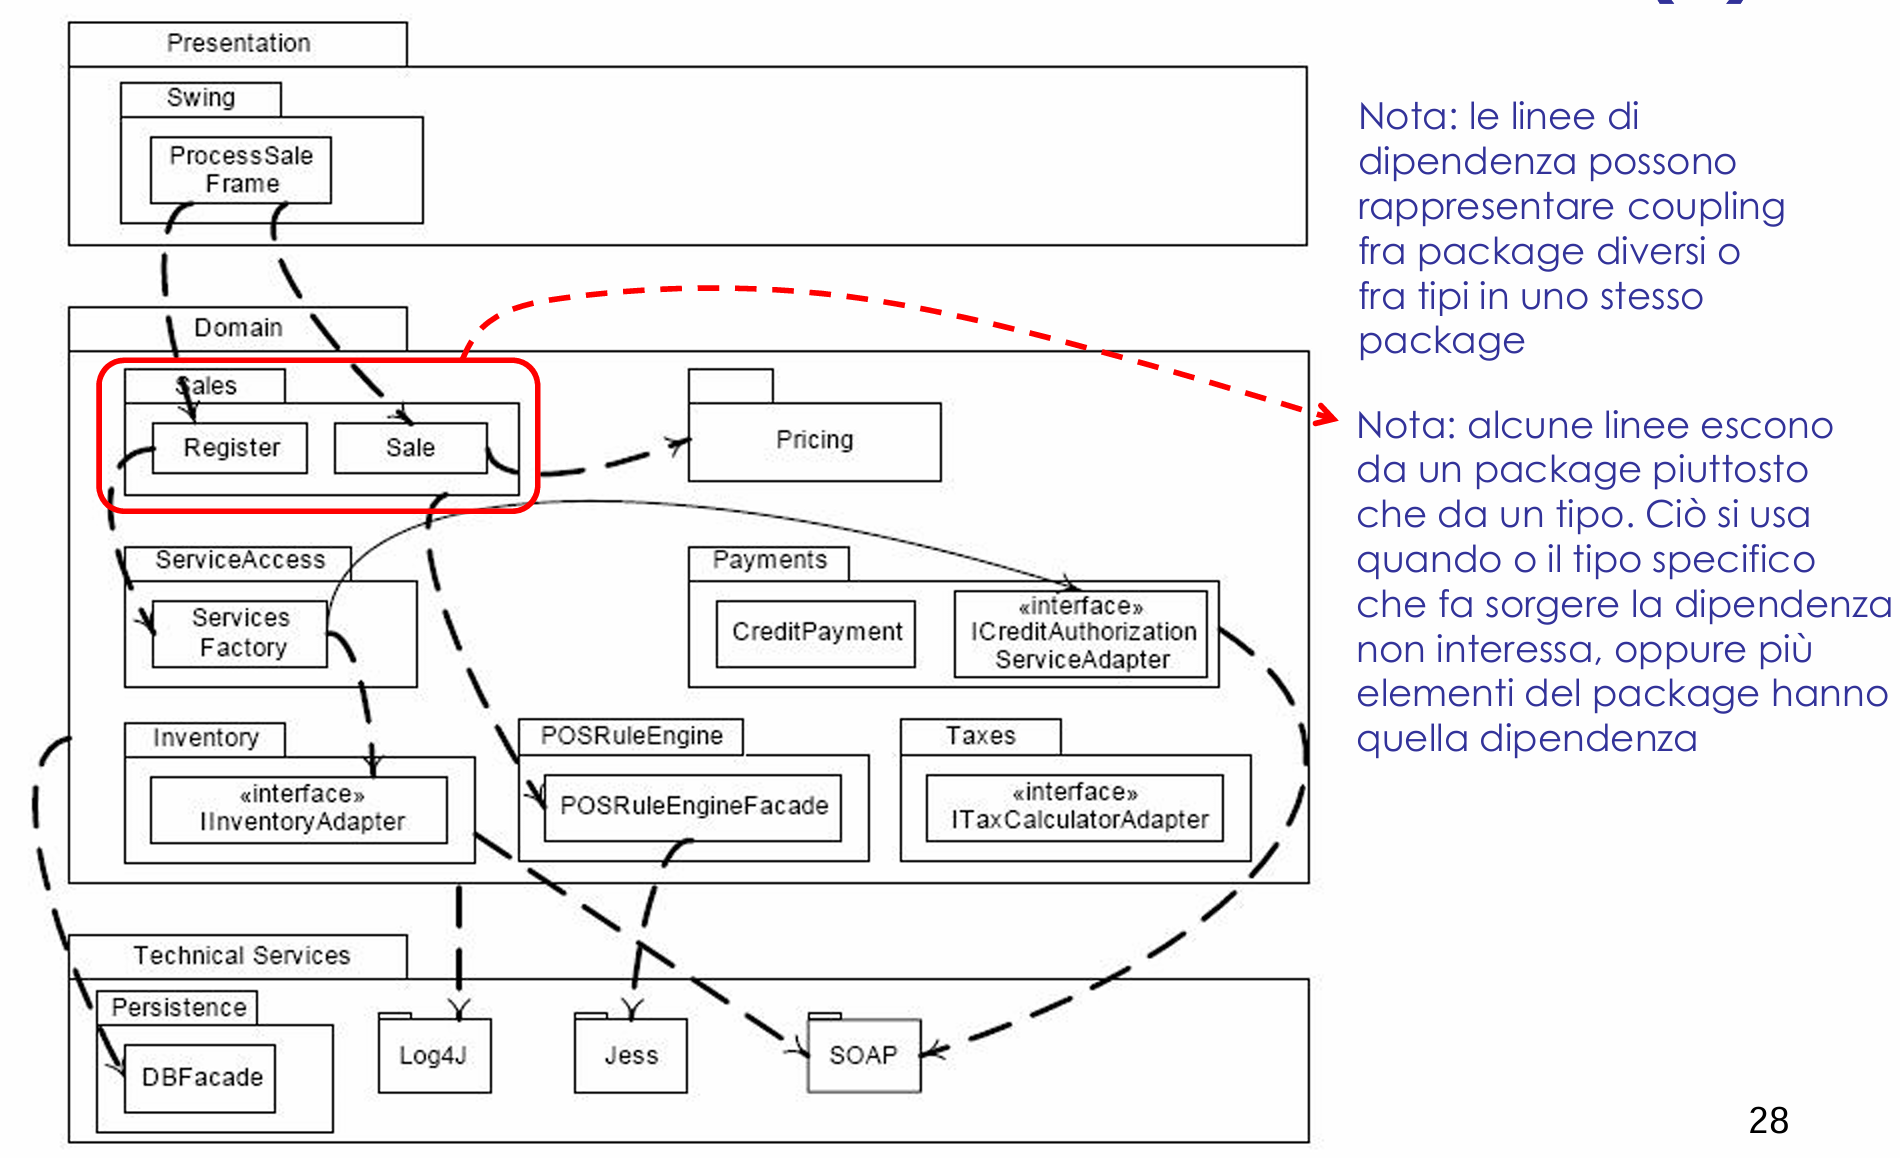 Presentation
Swing
ProcessSale
Frame
Domain
Sales
Register
Sale
Pricing
ServiceAccess
Services
Factory
Payments
CreditPayment
«interface»
ICreditAuthorization
ServiceAdapter
Inventory
«interface»
IInventoryAdapter
POSRuleEngine
POSRuleEngineFacade
Taxes
«interface»
ITaxCalculatorAdapter
Technical Services
Persistence
DBFacade
Log4J
Jess
SOAP
Nota: le linee di
dipendenza possono
rappresentare coupling
fra package diversi o
fra tipi in uno stesso
package
Nota: alcune linee escono
da un package piuttosto
che da un tipo. Ciò si usa
quando o il tipo specifico
che fa sorgere la dipendenza
non interessa, oppure più
elementi del package hanno
quella dipendenza
28